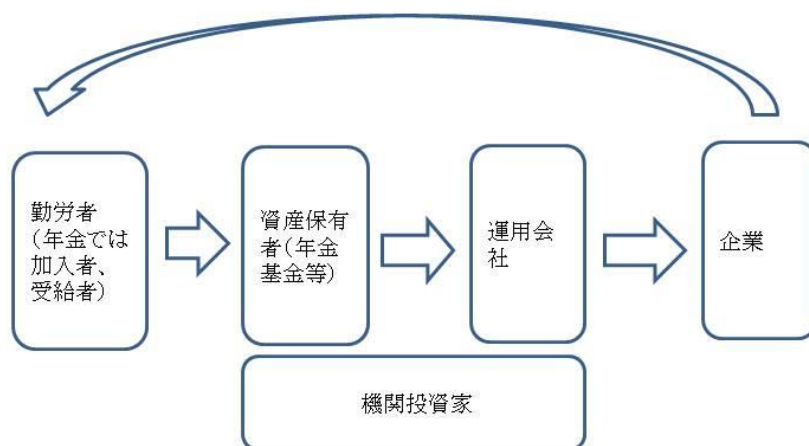 勤労者
(年金では
加入者、
受給者)
資産保有
者(年金
基金等)
運用会
社
企業
機関投資家